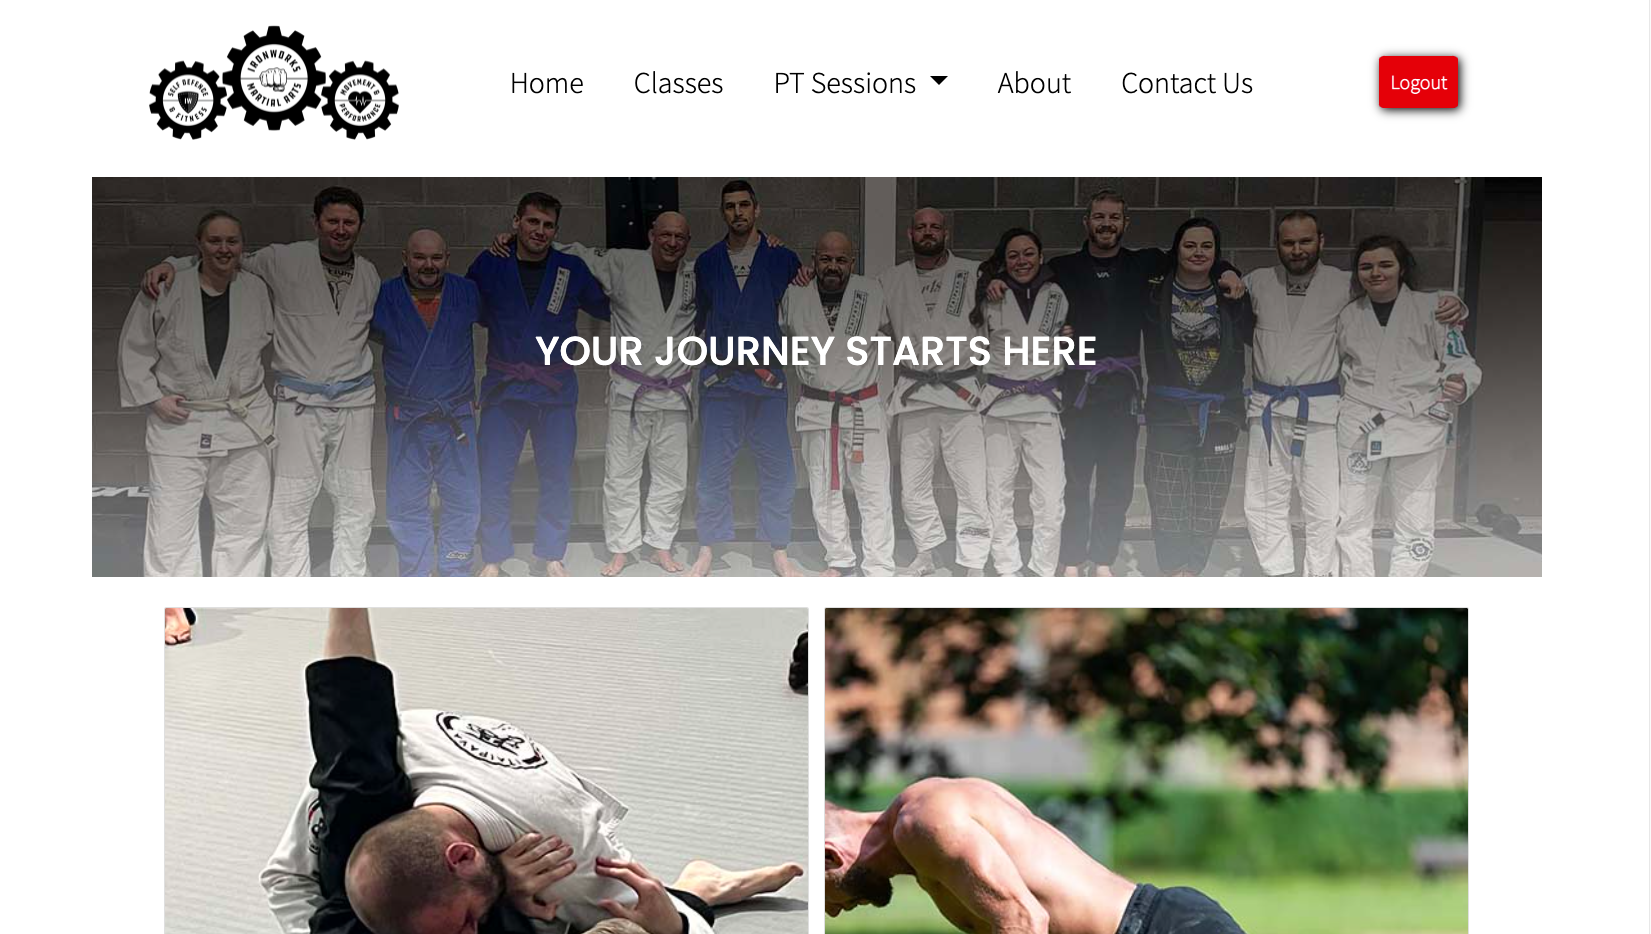 SELF DEFENCE
IW
& FITNESS
IRONWORKS
MARTIAL ARTS
MOVEMENT &
PERFORMANCE
Home
Classes
PT Sessions
About
Contact Us
Logout
YOUR JOURNEY STARTS HERE